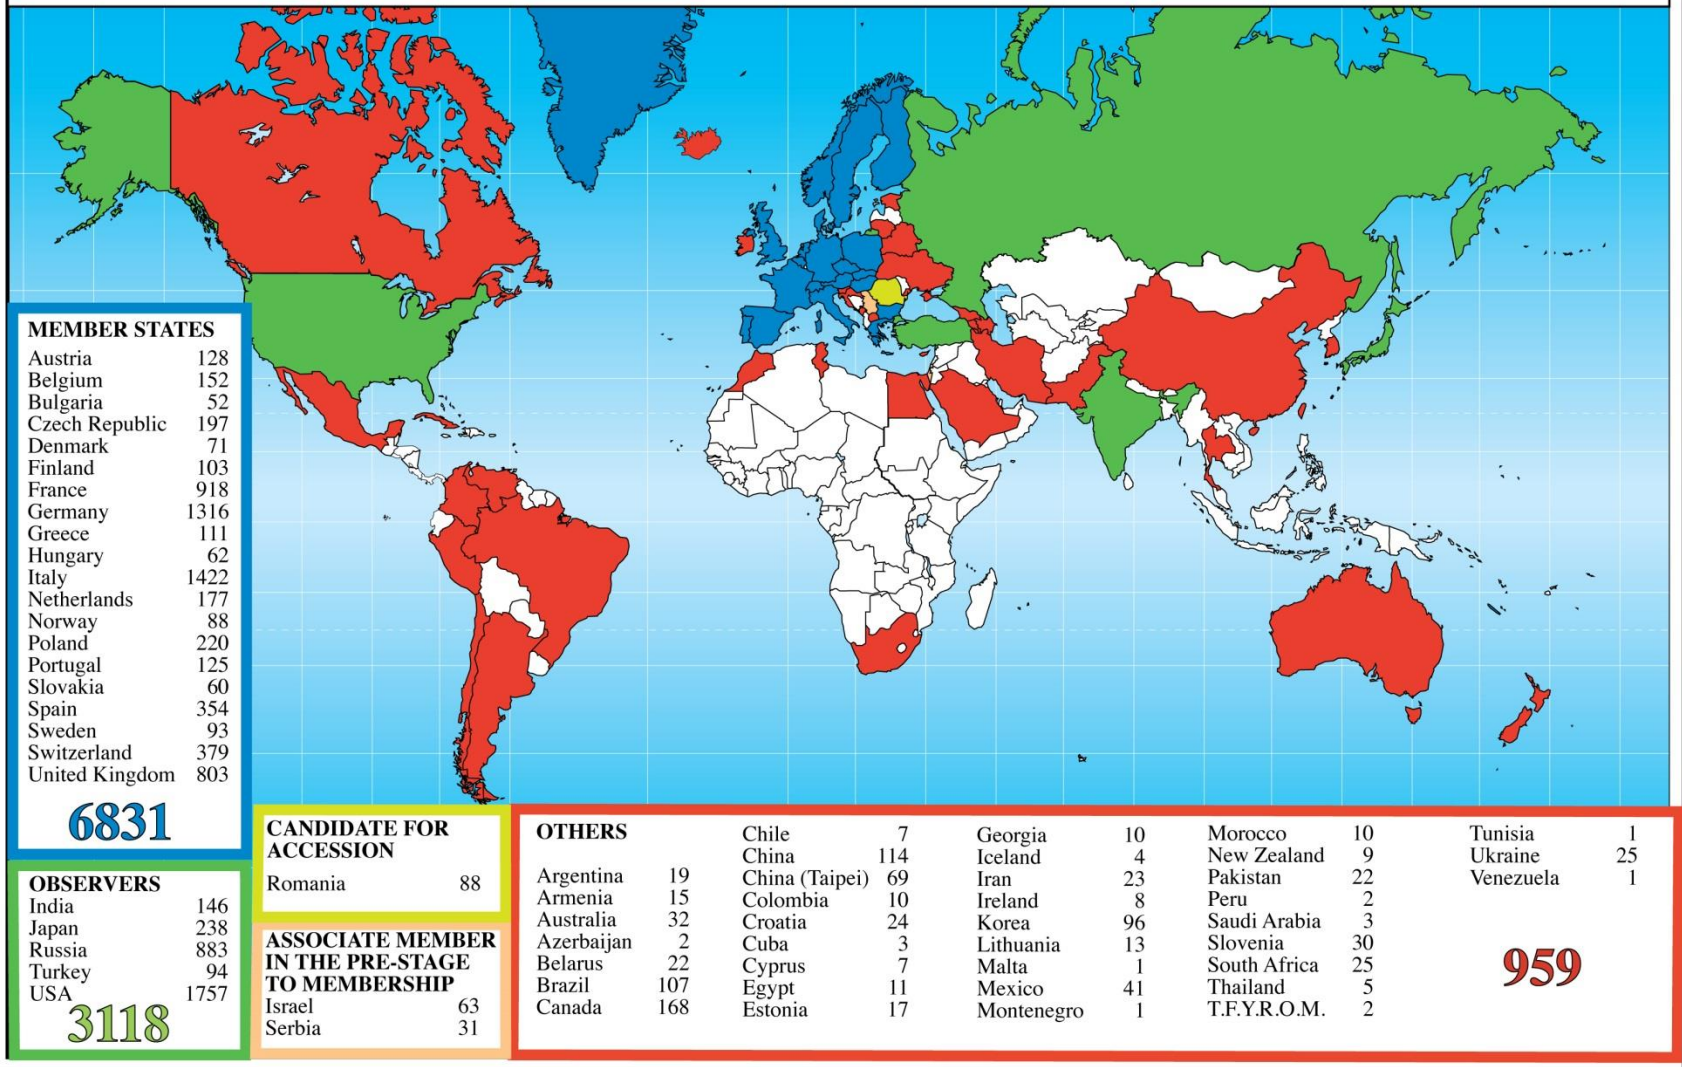 MEMBER STATES
Austria 128
Belgium 152
Bulgaria 52
Czech Republic 197
Denmark 71
Finland 103
France 918
Germany 1316
Greece 111
Hungary 62
Italy 1422
Netherlands 177
Norway 88
Poland 220
Portugal 125
Slovakia 60
Spain 354
Sweden 93
Switzerland 379
United Kingdom 803
6831
OBSERVERS
India 146
Japan 238
Russia 883
Turkey 94
USA 1757
3118
CANDIDATE FOR
ACCESSION
Romania 88
ASSOCIATE MEMBER
IN THE PRE-STAGE
TO MEMBERSHIP
Israel 63
Serbia 31
OTHERS
Argentina 19
Armenia 15
Australia 32
Azerbaijan 2
Belarus 22
Brazil 107
Canada 168
Chile 7
China 114
China (Taipei) 69
Colombia 10
Croatia 24
Cuba 3
Cyprus 7
Egypt 11
Estonia 17
Georgia 10
Iceland 4
Iran 23
Ireland 8
Korea 96
Lithuania 13
Malta 1
Mexico 41
Montenegro 1
Morocco 10
New Zealand 9
Pakistan 22
Peru 2
Saudi Arabia 3
Slovenia 30
South Africa 25
Thailand 5
T.F.Y.R.O.M. 2
Tunisia 1
Ukraine 25
Venezuela 1
959